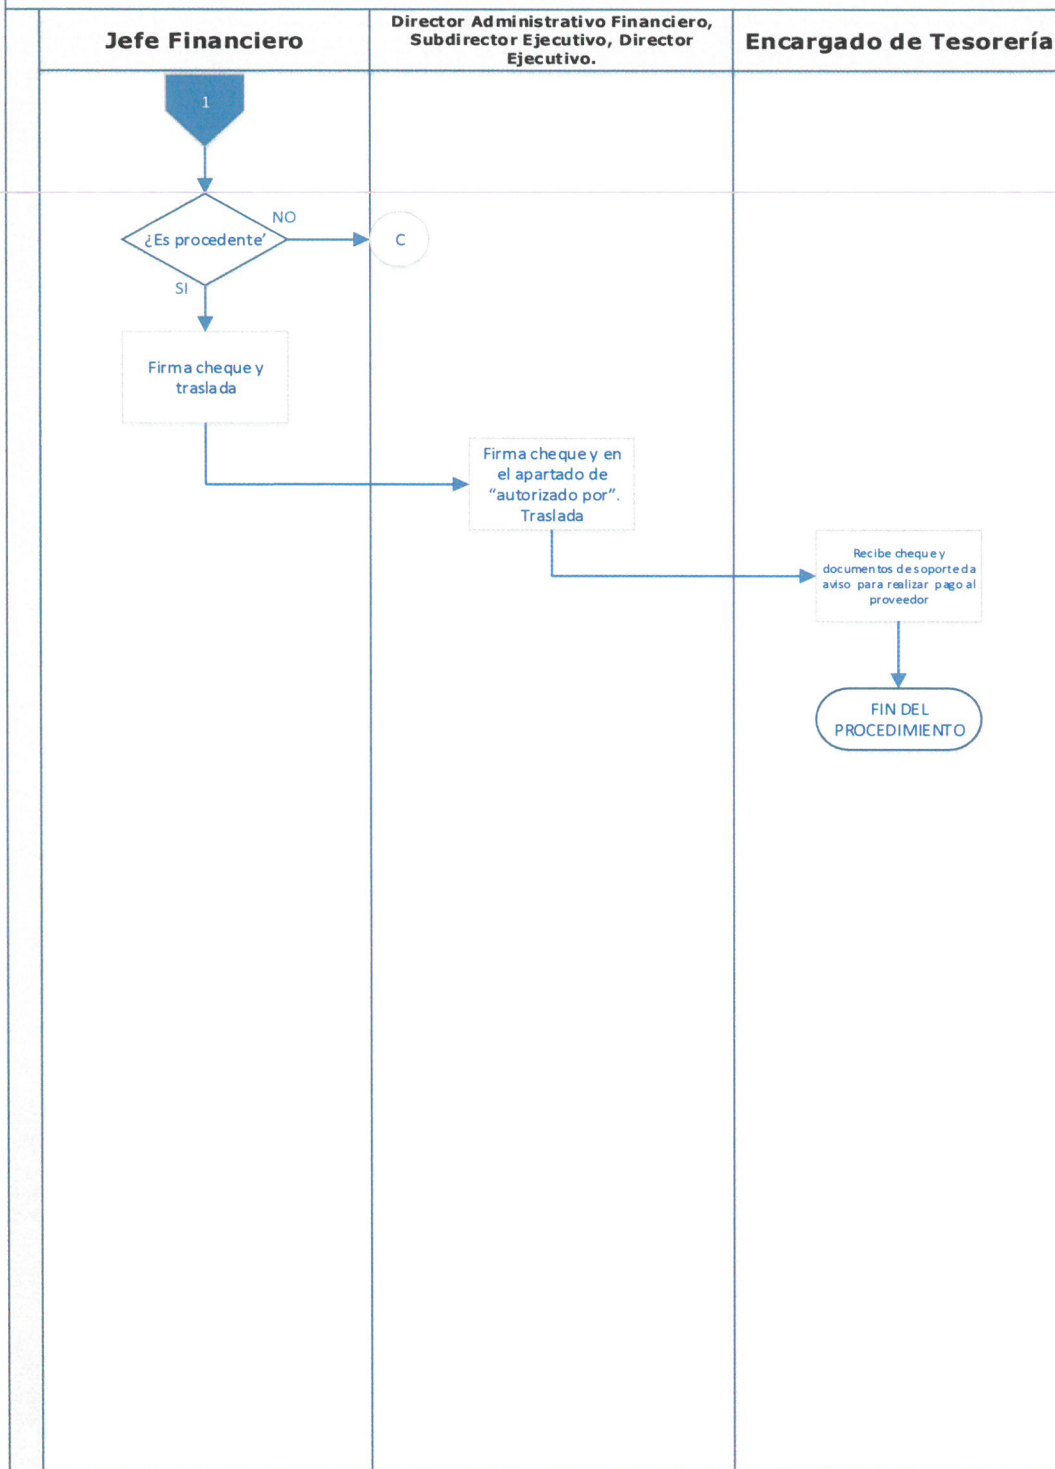 Jefe Financiero
Director Administrativo Financiero,
Subdirector Ejecutivo, Director
Ejecutivo.
Encargado de Tesorería
1
¿Es procedente'
NO
C
SI
Firma cheque y
traslada
Firma cheque y en
el apartado de
“autorizado por”.
Traslada
Recibe cheque y
documentos de soporte da
aviso para realizar pago al
proveedor
FIN DEL
PROCEDIMIENTO